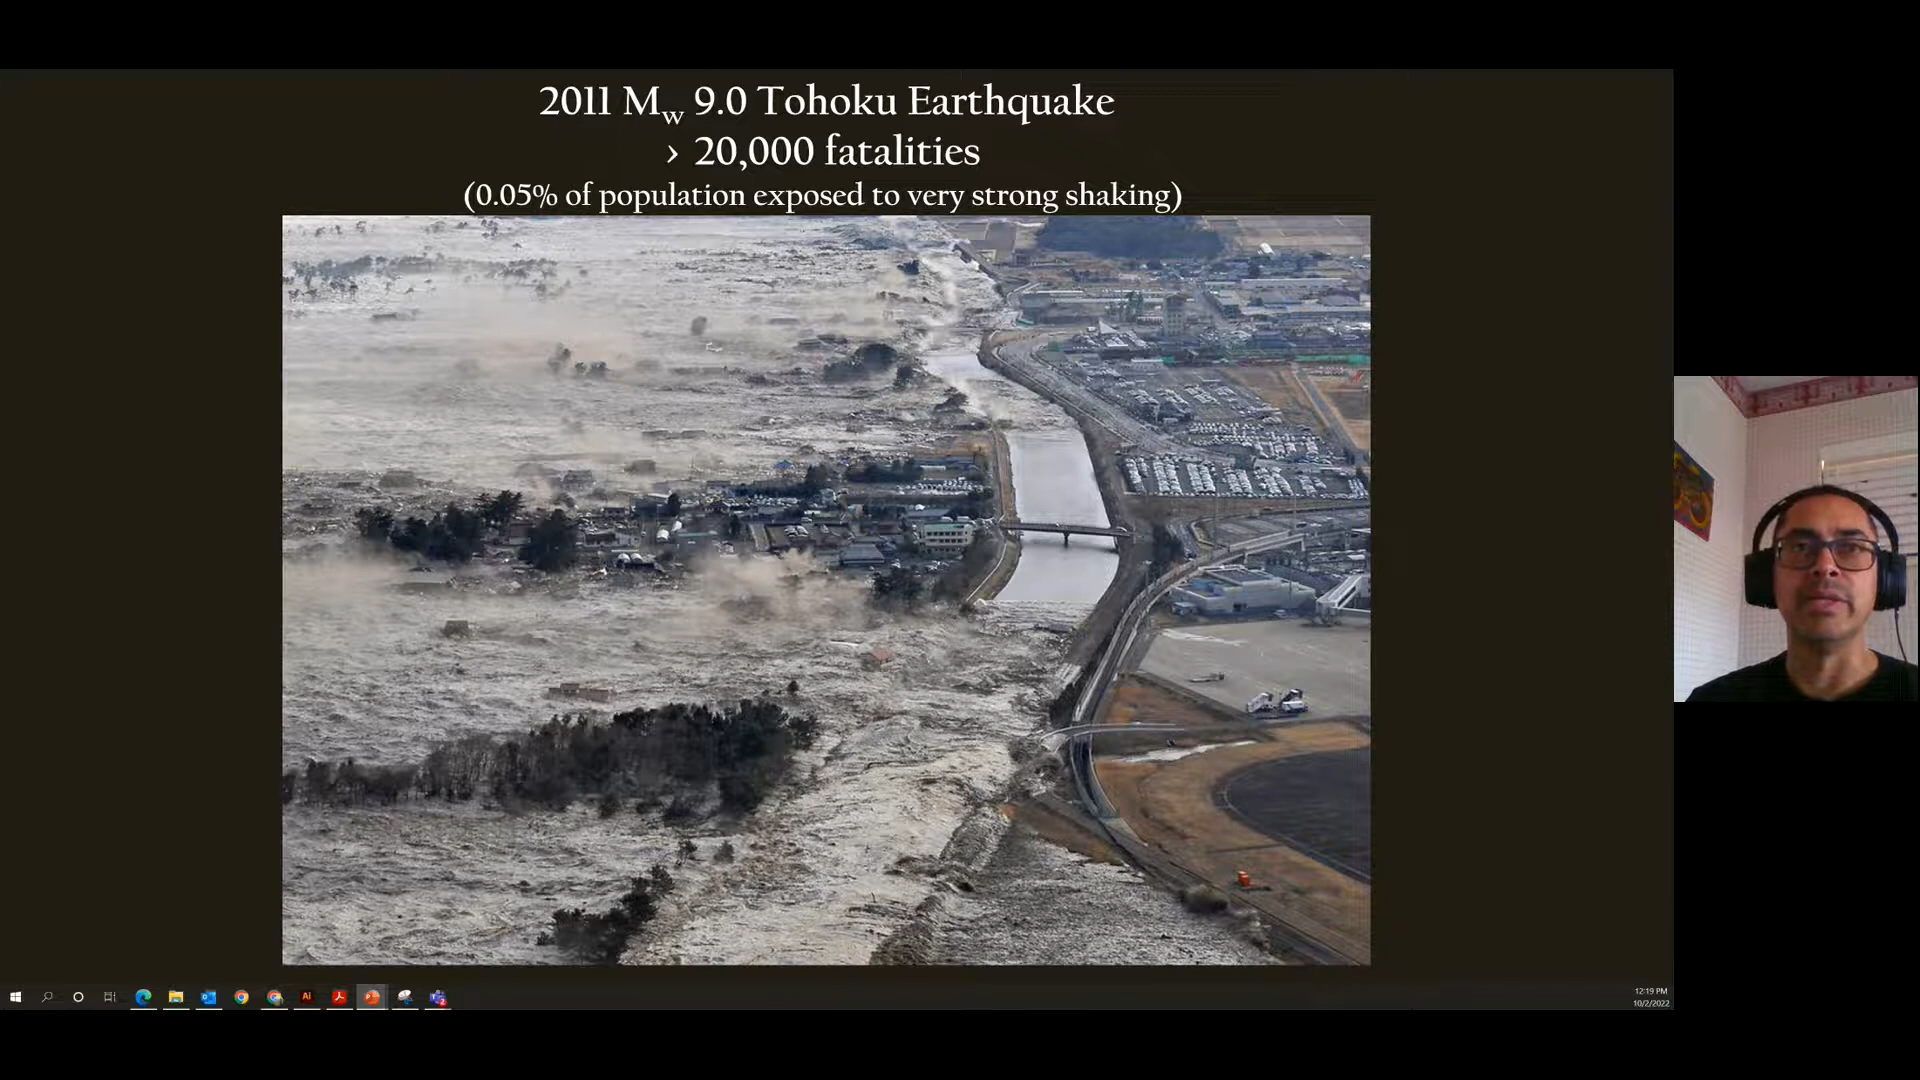 2011 Mw 9.0 Tohoku Earthquake
> 20,000 fatalities
(0.05% of population exposed to very strong shaking)
Ai
12:19 PM
10/2/2022